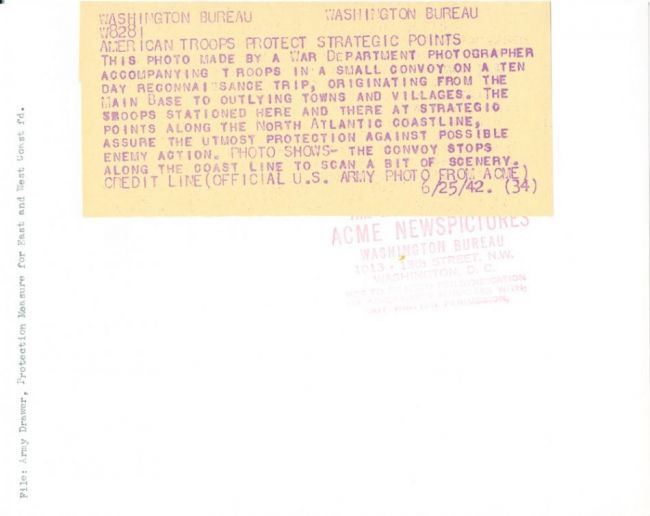 WASHINGTON BUREAU WASHINGTON BUREAU
W8281
AMERICAN TROOPS PROTECT STRATEGIC POINTS
THIS PHOTO MADE BY A WAR DEPARTMENT PHOTOGRAPHER
ACCOMPANYING TROOPS IN A SMALL CONVOY ON A TEN
DAY RECONNAISSANCE TRIP, ORIGINATING FROM THE
MAIN BASE TO OUTLYING TOWNS AND VILLAGES. THE
TROOPS STATIONED HERE AND THERE AT STRATEGIC
POINTS ALONG THE NORTH ATLANTIC COASTLINE,
ASSURE THE UTMOST PROTECTION AGAINST POSSIBLE
ENEMY ACTION. PHOTO SHOWS- THE CONVOY STOPS
ALONG THE COAST LINE TO SCAN A BIT OF SCENERY.
CREDIT LINE(OFFICIAL U.S. ARMY PHOTO FROM ACME)
6/25/42. (34)
ACME NEWSPICTURES
WASHINGTON BUREAU
1013 - 13th STREET, N.W.
WASHINGTON, D. C.
File: Army Drawer, Protection Measure for East and West Coast fd.